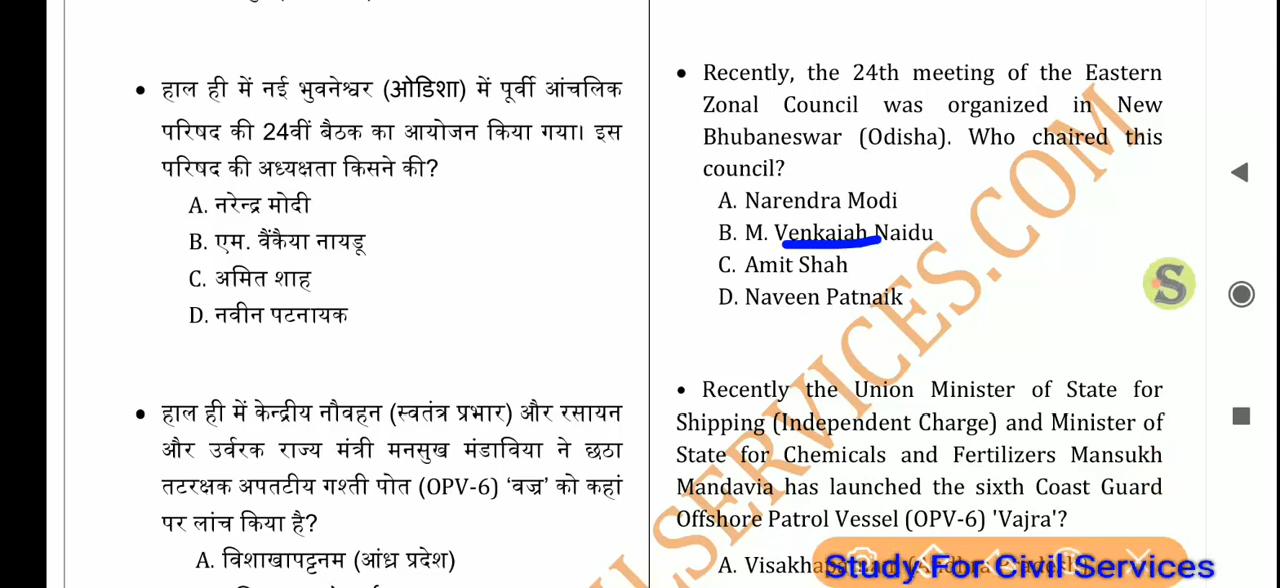 • हाल ही में नई भुवनेश्वर (ओडिशा) में पूर्वी आंचलिक
परिषद की 24वीं बैठक का आयोजन किया गया। इस
परिषद की अध्यक्षता किसने की?
A. नरेन्द्र मोदी
B. एम. वैंकैया नायडू
C. अमित शाह
D. नवीन पटनायक
• हाल ही में केन्द्रीय नौवहन (स्वतंत्र प्रभार) और रसायन
और उर्वरक राज्य मंत्री मनसुख मंडाविया ने छठा
तटरक्षक अपतटीय गश्ती पोत (OPV-6) ‘वज्र’ को कहां
पर लांच किया है?
A. विशाखापट्टनम (आंध्र प्रदेश)
• Recently, the 24th meeting of the Eastern
Zonal Council was organized in New
Bhubaneswar (Odisha). Who chaired this
council?
A. Narendra Modi
B. M. Venkaiah Naidu
C. Amit Shah
D. Naveen Patnaik
• Recently the Union Minister of State for
Shipping (Independent Charge) and Minister of
State for Chemicals and Fertilizers Mansukh
Mandavia has launched the sixth Coast Guard
Offshore Patrol Vessel (OPV-6) 'Vajra'?
A.
Study For Civil Services
SERVICES.COM
S